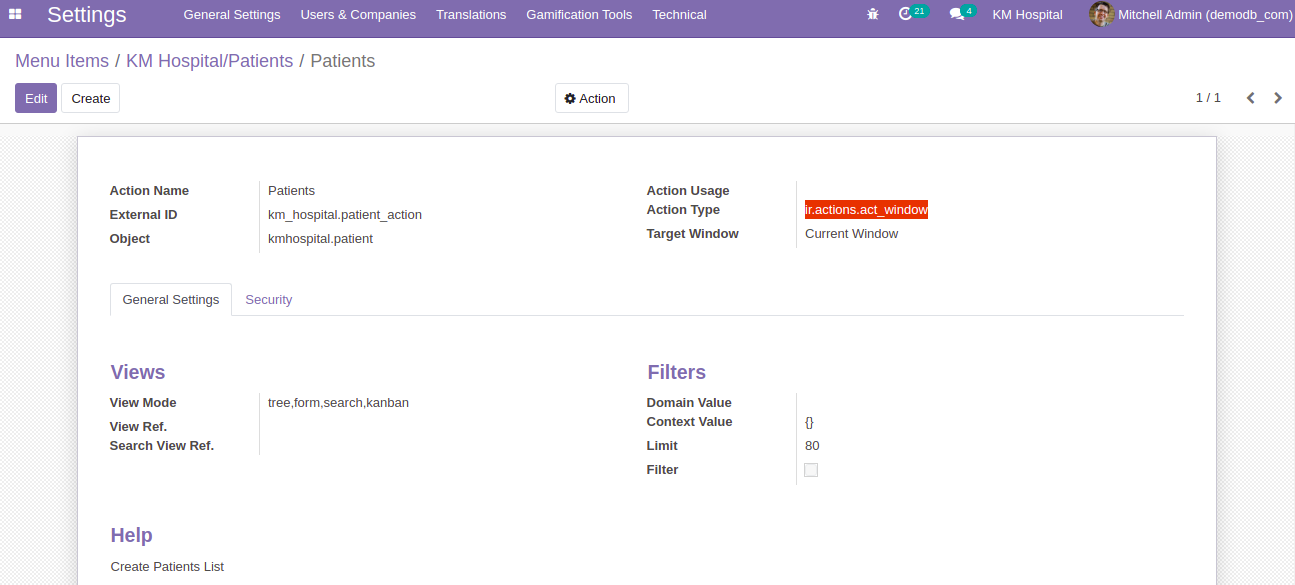 Settings General Settings Users & Companies Translations Gamification Tools Technical 21 4 KM Hospital Mitchell Admin (demodb_com)
Menu Items / KM Hospital/Patients / Patients
Edit Create Action 1 / 1
Action Name Patients
External ID km_hospital.patient_action
Object kmhospital.patient
Action Usage
Action Type ir.actions.act_window
Target Window Current Window
General Settings Security
Views
View Mode tree,form,search,kanban
View Ref.
Search View Ref.
Filters
Domain Value
Context Value {}
Limit 80
Filter
Help
Create Patients List